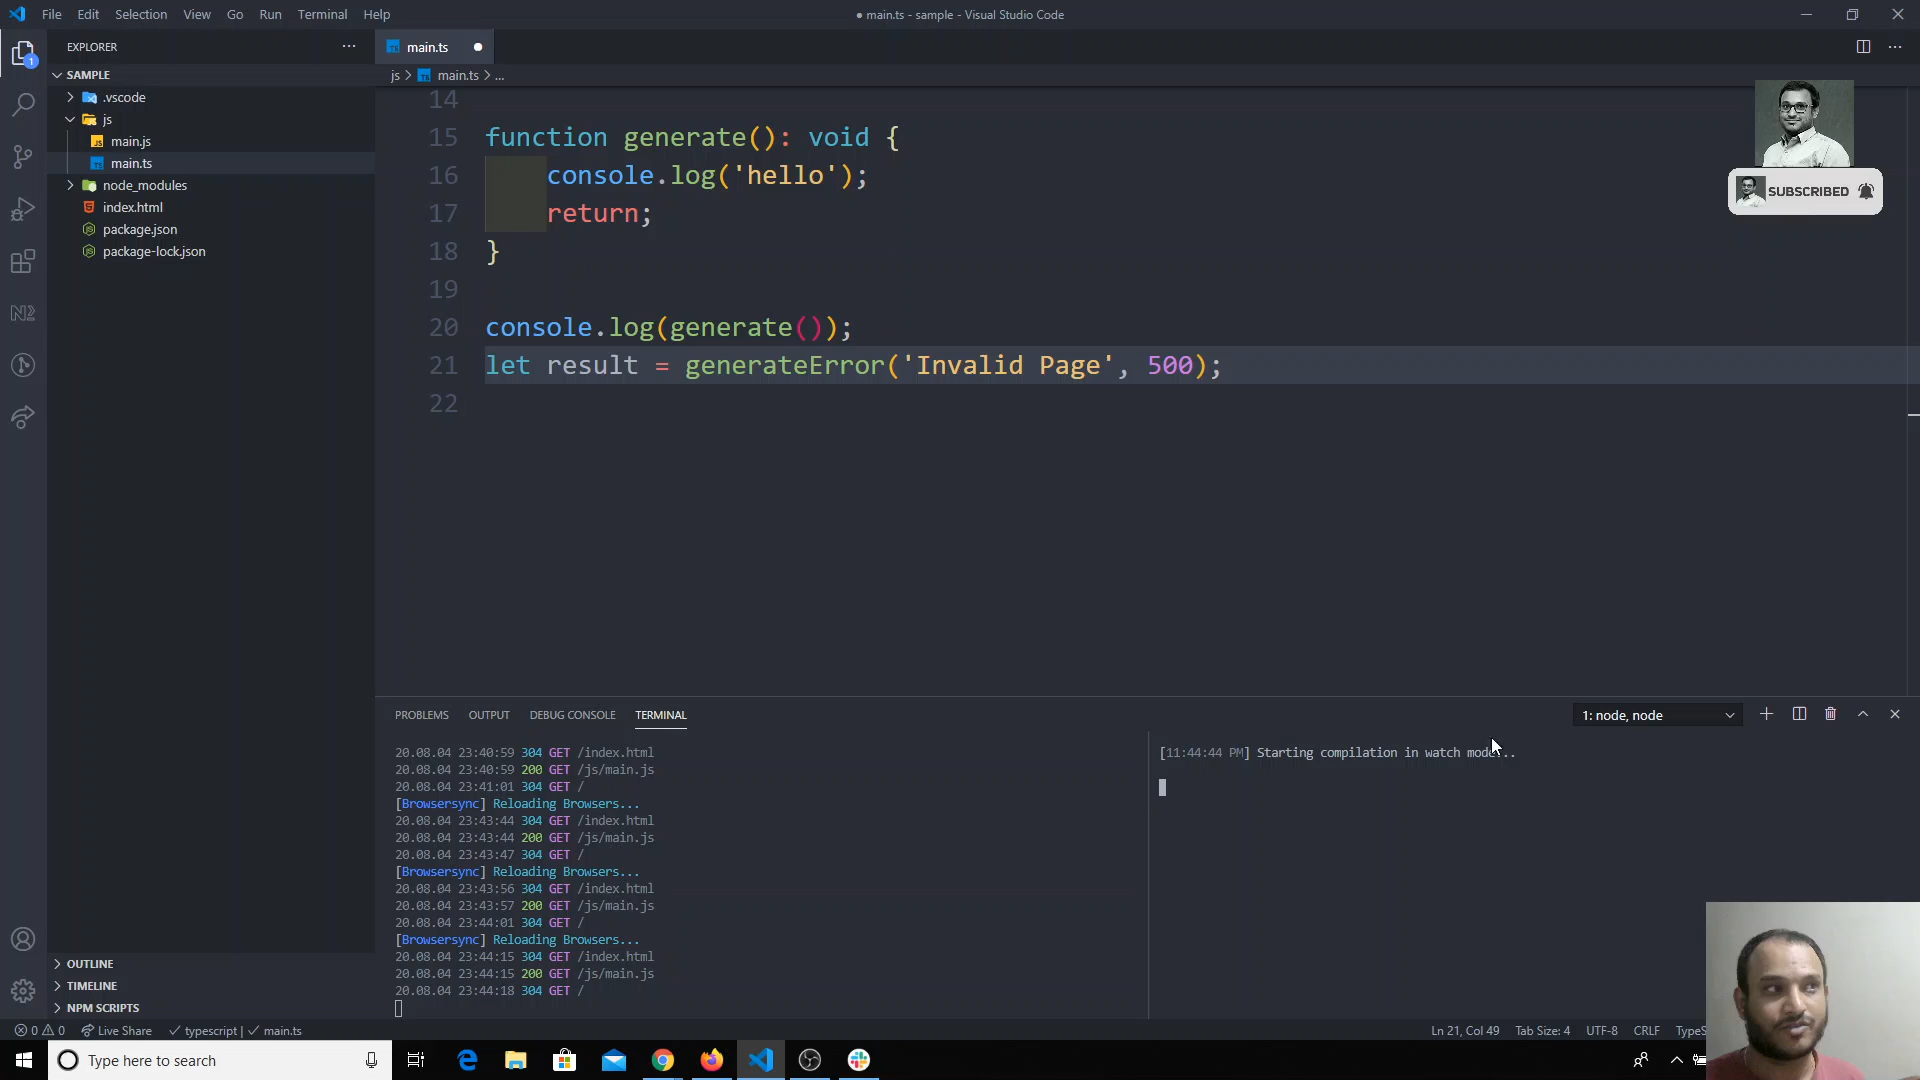 File Edit Selection View Go Run Terminal Help
● main.ts - sample - Visual Studio Code
EXPLORER
main.ts
SAMPLE
js > main.ts > ...
.vscode
js
main.js
main.ts
node_modules
index.html
package.json
package-lock.json
14
15 function generate(): void {
16 console.log('hello');
17 return;
18 }
19
20 console.log(generate());
21 let result = generateError('Invalid Page', 500);
22
SUBSCRIBED
PROBLEMS OUTPUT DEBUG CONSOLE TERMINAL
1: node, node
20.08.04 23:40:59 304 GET /index.html
20.08.04 23:40:59 200 GET /js/main.js
20.08.04 23:41:01 304 GET /
[Browsersync] Reloading Browsers...
20.08.04 23:43:44 304 GET /index.html
20.08.04 23:43:44 200 GET /js/main.js
20.08.04 23:43:47 304 GET /
[Browsersync] Reloading Browsers...
20.08.04 23:43:56 304 GET /index.html
20.08.04 23:43:57 200 GET /js/main.js
20.08.04 23:44:01 304 GET /
[Browsersync] Reloading Browsers...
20.08.04 23:44:15 304 GET /index.html
20.08.04 23:44:15 200 GET /js/main.js
20.08.04 23:44:18 304 GET /
[11:44:44 PM] Starting compilation in watch mode...
OUTLINE
TIMELINE
NPM SCRIPTS
0 0 Live Share typescript | main.ts
Ln 21, Col 49 Tab Size: 4 UTF-8 CRLF TypeS
Type here to search